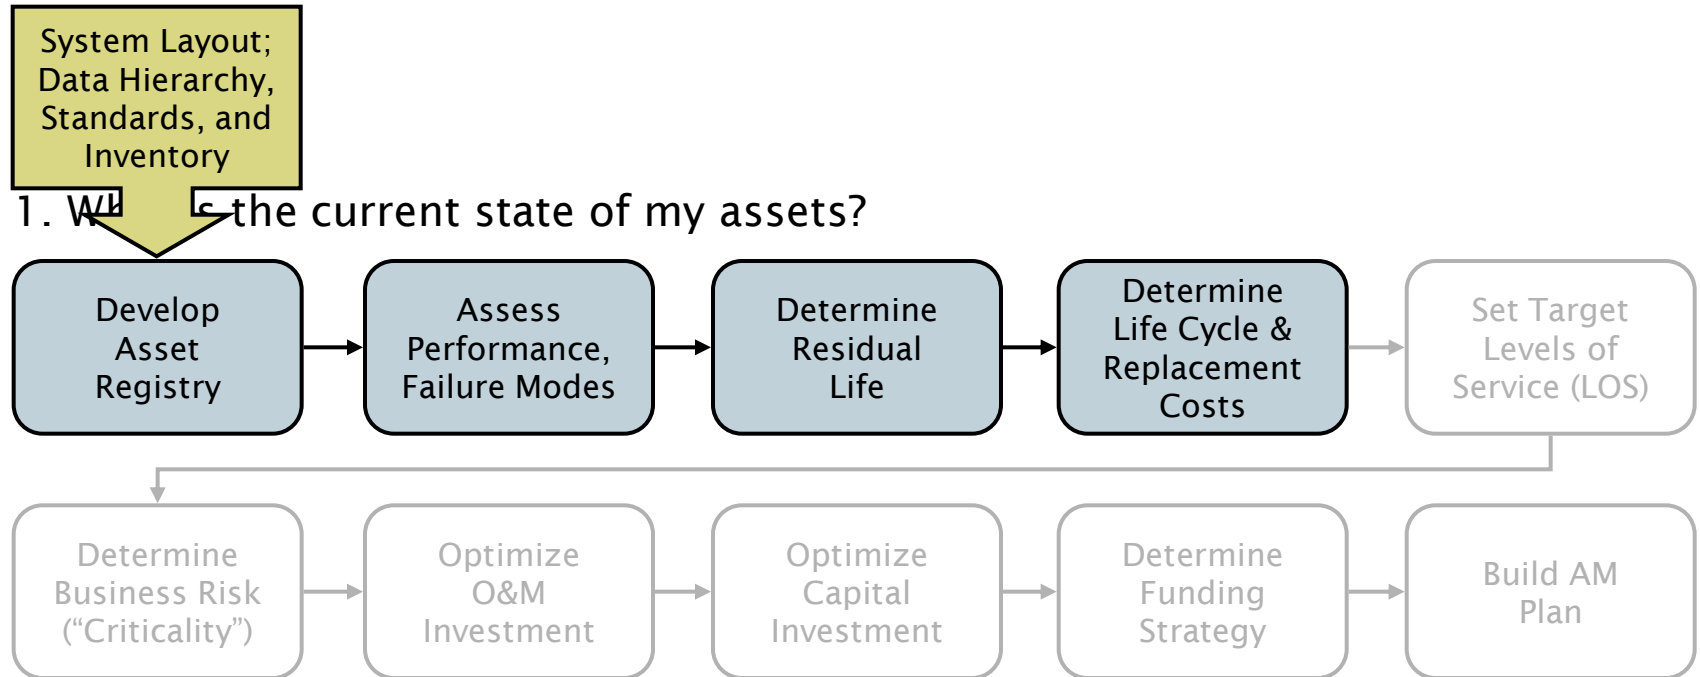 System Layout;
Data Hierarchy,
Standards, and
Inventory
1. Wh s the current state of my assets?
Develop
Asset
Registry
Assess
Performance,
Failure Modes
Determine
Residual
Life
Determine
Life Cycle &
Replacement
Costs
Set Target
Levels of
Service (LOS)
Determine
Business Risk
(“Criticality”)
Optimize
O&M
Investment
Optimize
Capital
Investment
Determine
Funding
Strategy
Build AM
Plan